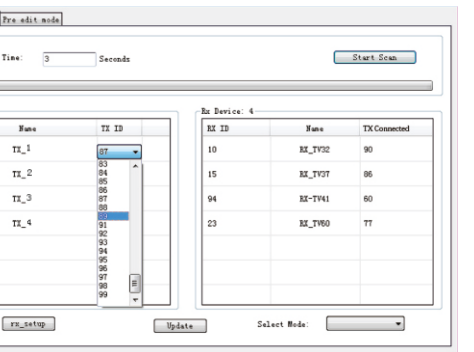 Pre edit mode
Time: 3 Seconds Start Scan
Rx Device: 4
Name TX ID
TX_1 87
TX_2
TX_3
TX_4
83
84
85
86
87
88
91
92
93
94
95
96
97
98
99
RX ID Name TX Connected
10 RX_TV32 90
15 RX_TV37 86
94 RX-TV41 60
23 RX_TV60 77
rx_setup Update Select Mode: